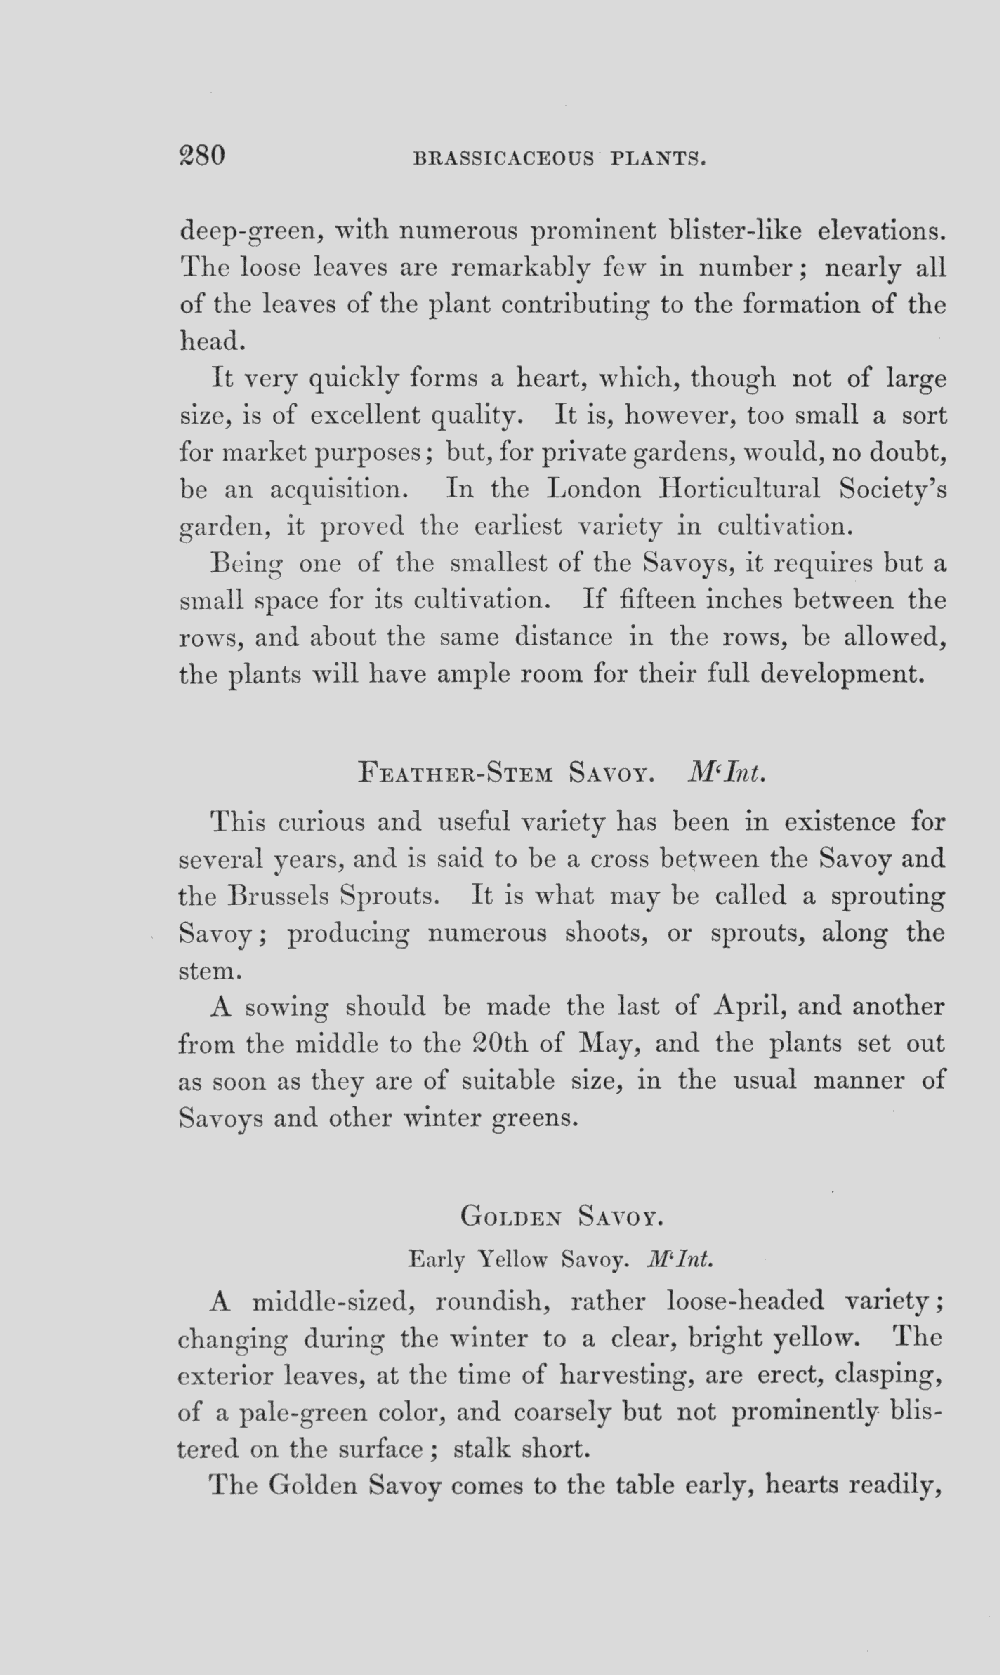 280 BRASSICACEOUS PLANTS.
deep-green, with numerous prominent blister-like elevations.
The loose leaves are remarkably few in number; nearly all
of the leaves of the plant contributing to the formation of the
head.
It very quickly forms a heart, which, though not of large
size, is of excellent quality. It is, however, too small a sort
for market purposes; but, for private gardens, would, no doubt,
be an acquisition. In the London Horticultural Society's
garden, it proved the earliest variety in cultivation.
Being one of the smallest of the Savoys, it requires but a
small space for its cultivation. If fifteen inches between the
rows, and about the same distance in the rows, be allowed,
the plants will have ample room for their full development.
FEATHER-STEM SAVOY. M‘Int.
This curious and useful variety has been in existence for
several years, and is said to be a cross between the Savoy and
the Brussels Sprouts. It is what may be called a sprouting
Savoy; producing numerous shoots, or sprouts, along the
stem.
A sowing should be made the last of April, and another
from the middle to the 20th of May, and the plants set out
as soon as they are of suitable size, in the usual manner of
Savoys and other winter greens.
GOLDEN SAVOY.
Early Yellow Savoy. M‘Int.
A middle-sized, roundish, rather loose-headed variety;
changing during the winter to a clear, bright yellow. The
exterior leaves, at the time of harvesting, are erect, clasping,
of a pale-green color, and coarsely but not prominently blis-
tered on the surface; stalk short.
The Golden Savoy comes to the table early, hearts readily,